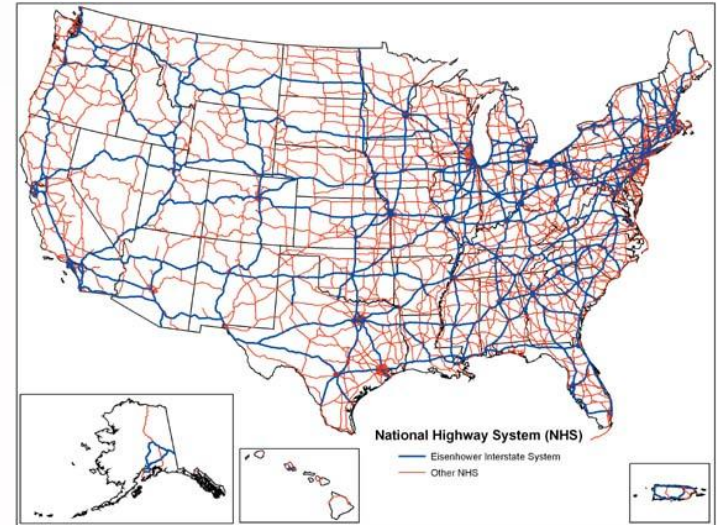 National Highway System (NHS)
Eisenhower Interstate System
Other NHS